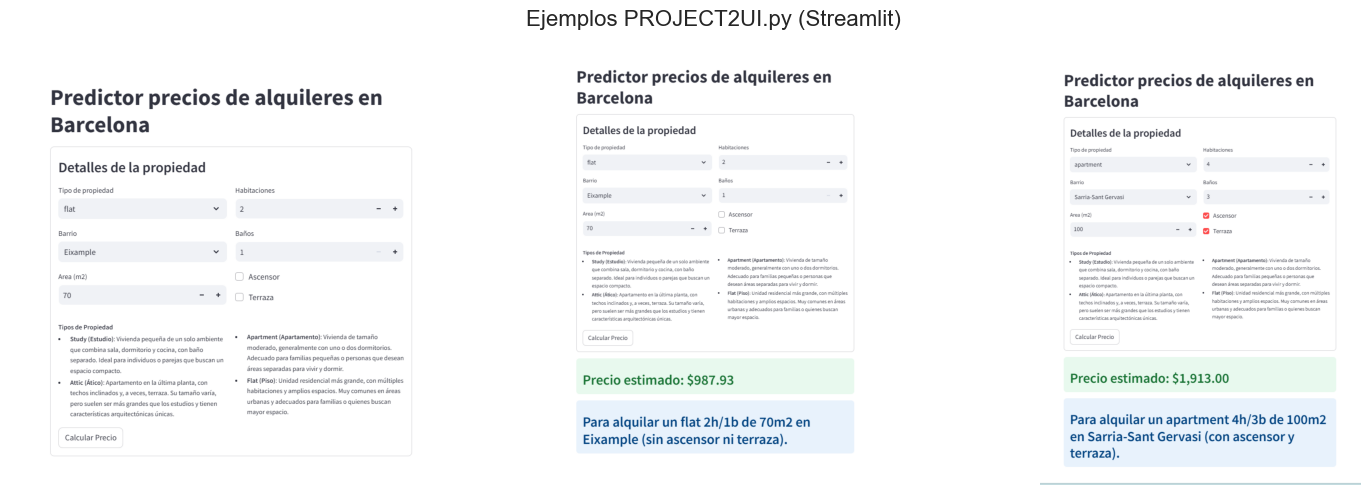 Ejemplos PROJECT2UI.py (Streamlit)
Predictor precios de alquileres en
Barcelona
Detalles de la propiedad
Tipo de propiedad
flat
Habitaciones
2
- +
Barrio
Eixample
Baños
1
- +
Area (m2)
70
- +
Ascensor
Terraza
Tipos de Propiedad
• Study (Estudio): Vivienda pequeña de un solo ambiente
que combina sala, dormitorio y cocina, con baño
separado. Ideal para individuos o parejas que buscan un
espacio compacto.
• Attic (Ático): Apartamento en la última planta, con
techos inclinados y, a veces, terraza. Su tamaño varía,
pero suelen ser más grandes que los estudios y tienen
características arquitectónicas únicas.
• Apartment (Apartamento): Vivienda de tamaño
moderado, generalmente con uno o dos dormitorios.
Adecuado para familias pequeñas o personas que desean
áreas separadas para vivir y dormir.
• Flat (Piso): Unidad residencial más grande, con múltiples
habitaciones y amplios espacios. Muy comunes en áreas
urbanas y adecuados para familias o quienes buscan
mayor espacio.
Calcular Precio
Predictor precios de alquileres en
Barcelona
Detalles de la propiedad
Tipo de propiedad
flat
Habitaciones
2
- +
Barrio
Eixample
Baños
1
- +
Area (m2)
70
- +
Ascensor
Terraza
Tipos de Propiedad
• Study (Estudio): Vivienda pequeña de un solo ambiente
que combina sala, dormitorio y cocina, con baño
separado. Ideal para individuos o parejas que buscan un
espacio compacto.
• Attic (Ático): Apartamento en la última planta, con
techos inclinados y, a veces, terraza. Su tamaño varía,
pero suelen ser más grandes que los estudios y tienen
características arquitectónicas únicas.
• Apartment (Apartamento): Vivienda de tamaño
moderado, generalmente con uno o dos dormitorios.
Adecuado para familias pequeñas o personas que
desean áreas separadas para vivir y dormir.
• Flat (Piso): Unidad residencial más grande, con múltiples
habitaciones y amplios espacios. Muy comunes en áreas
urbanas y adecuados para familias o quienes buscan
mayor espacio.
Calcular Precio
Precio estimado: $987.93
Para alquilar un flat 2h/1b de 70m2 en
Eixample (sin ascensor ni terraza).
Predictor precios de alquileres en
Barcelona
Detalles de la propiedad
Tipo de propiedad
apartment
Habitaciones
4
- +
Barrio
Sarria-Sant Gervasi
Baños
3
- +
Area (m2)
100
- +
Ascensor
Terraza
Tipos de Propiedad
• Study (Estudio): Vivienda pequeña de un solo ambiente
que combina sala, dormitorio y cocina, con baño
separado. Ideal para individuos o parejas que buscan un
espacio compacto.
• Attic (Ático): Apartamento en la última planta, con
techos inclinados y, a veces, terraza. Su tamaño varía,
pero suelen ser más grandes que los estudios y tienen
características arquitectónicas únicas.
• Apartment (Apartamento): Vivienda de tamaño
moderado, generalmente con uno o dos dormitorios.
Adecuado para familias pequeñas o personas que
desean áreas separadas para vivir y dormir.
• Flat (Piso): Unidad residencial más grande, con múltiples
habitaciones y amplios espacios. Muy comunes en áreas
urbanas y adecuados para familias o quienes buscan
mayor espacio.
Calcular Precio
Precio estimado: $1,913.00
Para alquilar un apartment 4h/3b de 100m2
en Sarria-Sant Gervasi (con ascensor y
terraza).